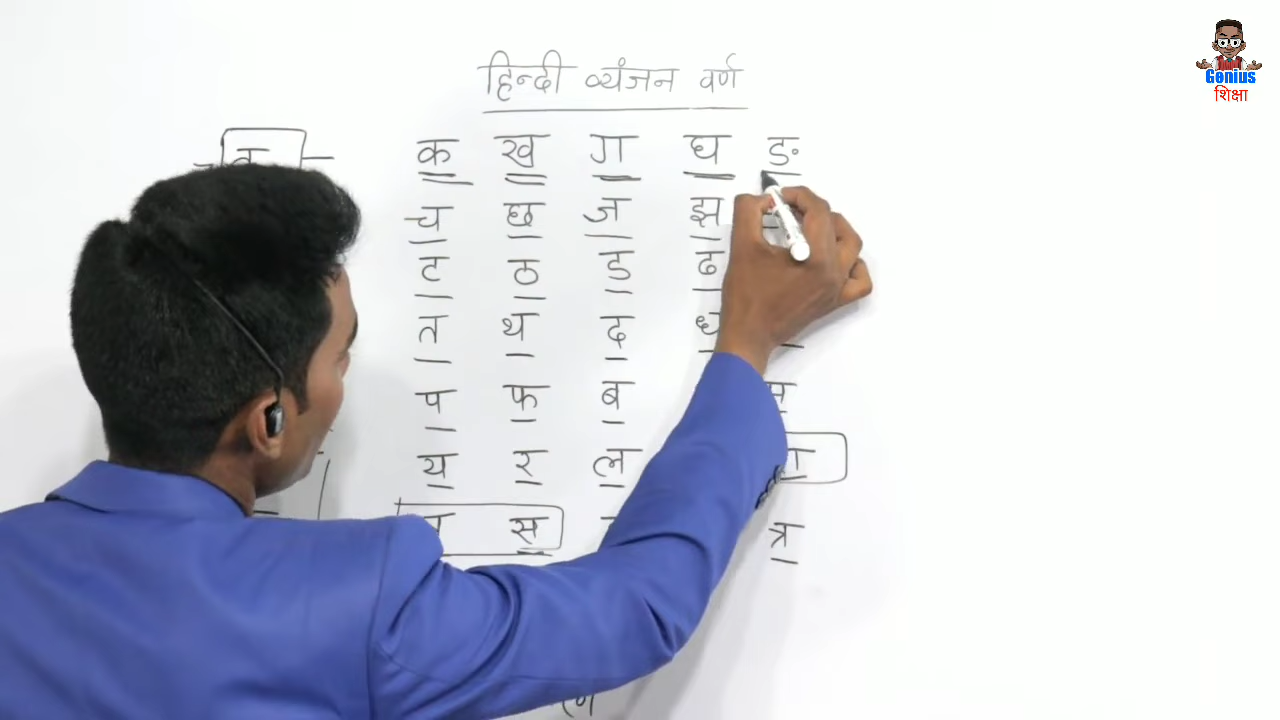 हिन्दी व्यंजन वर्ण
Genius
शिक्षा
क ख ग घ ङ
च छ ज झ
ट ठ ड ढ
त थ द ध
प फ ब
य र ल
स
त्र